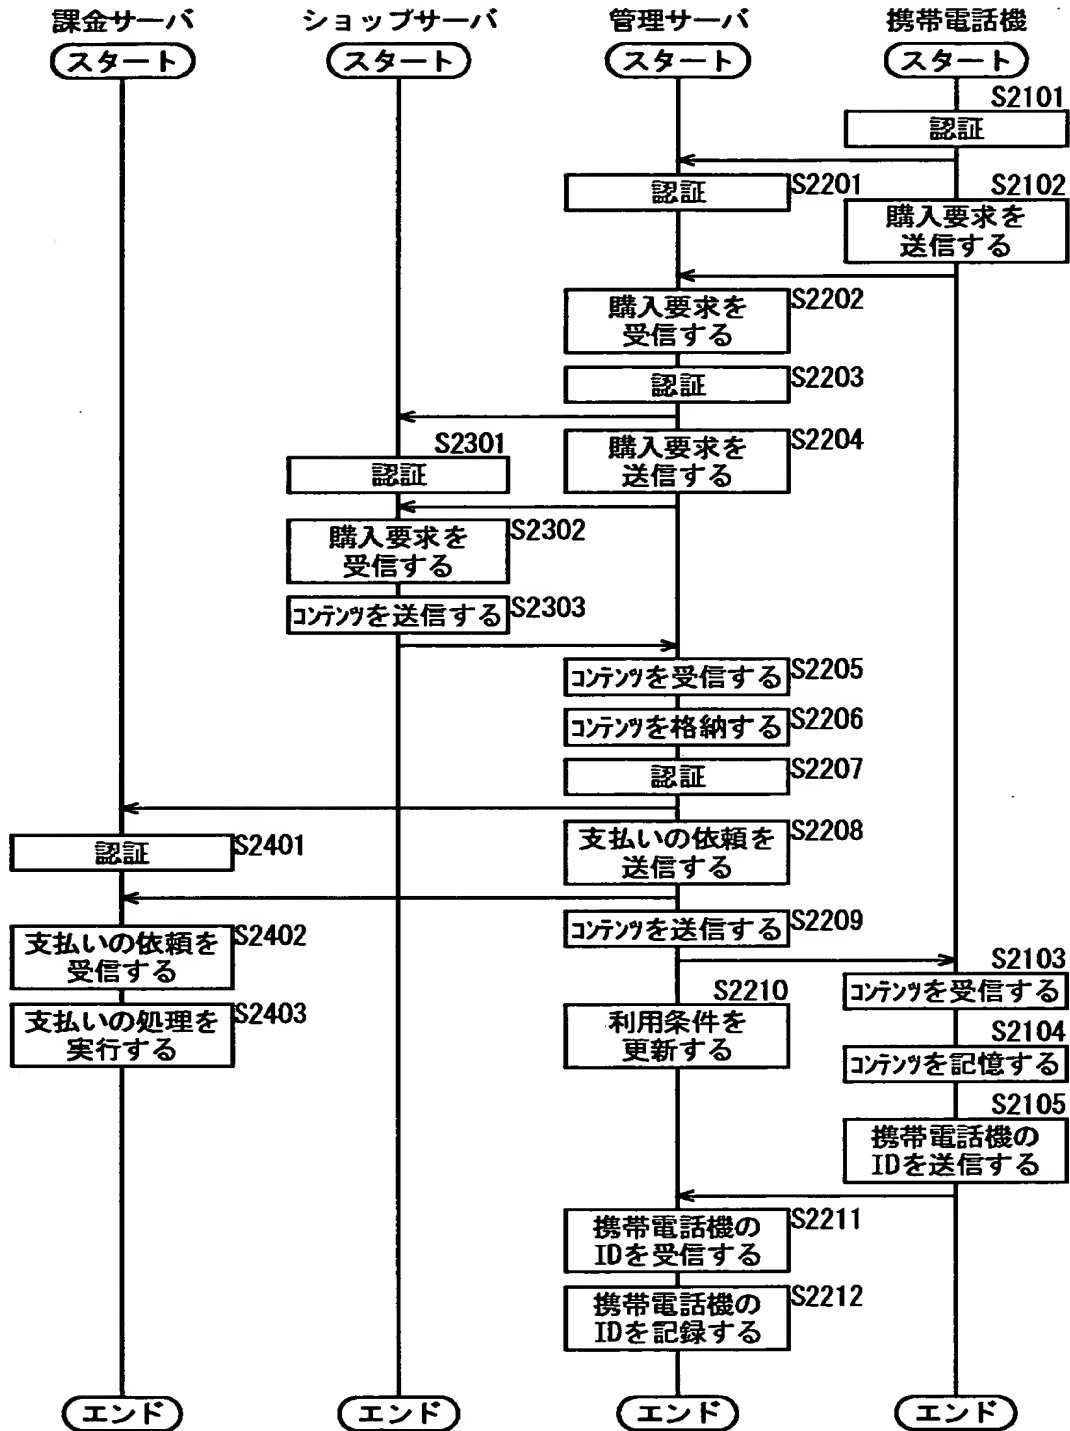 課金サーバ
ショップサーバ
管理サーバ
携帯電話機
スタート
スタート
スタート
スタート
S2101
認証
認証
S2201
S2102
購入要求を
送信する
購入要求を
受信する
S2202
認証
S2203
購入要求を
送信する
S2204
S2301
認証
購入要求を
受信する
S2302
コンテンツを送信する
S2303
コンテンツを受信する
S2205
コンテンツを格納する
S2206
認証
S2207
支払いの依頼を
送信する
S2208
認証
S2401
コンテンツを送信する
S2209
支払いの依頼を
受信する
S2402
S2103
コンテンツを受信する
S2210
利用条件を
更新する
支払いの処理を
実行する
S2403
S2104
コンテンツを記憶する
S2105
携帯電話機の
IDを送信する
携帯電話機の
IDを受信する
S2211
携帯電話機の
IDを記録する
S2212
エンド
エンド
エンド
エンド